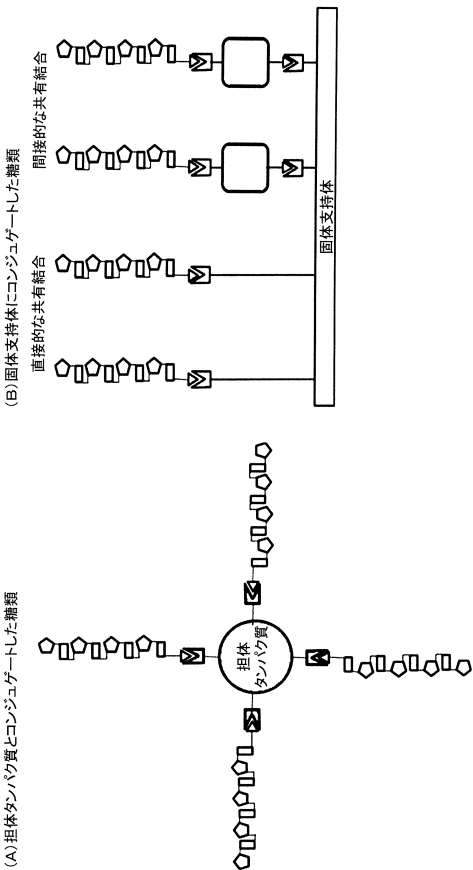 (A)担体タンパク質とコンジュゲートした糖類
担体
タンパク質
(B)固体支持体にコンジュゲートした糖類
直接的な共有結合
間接的な共有結合
固体支持体